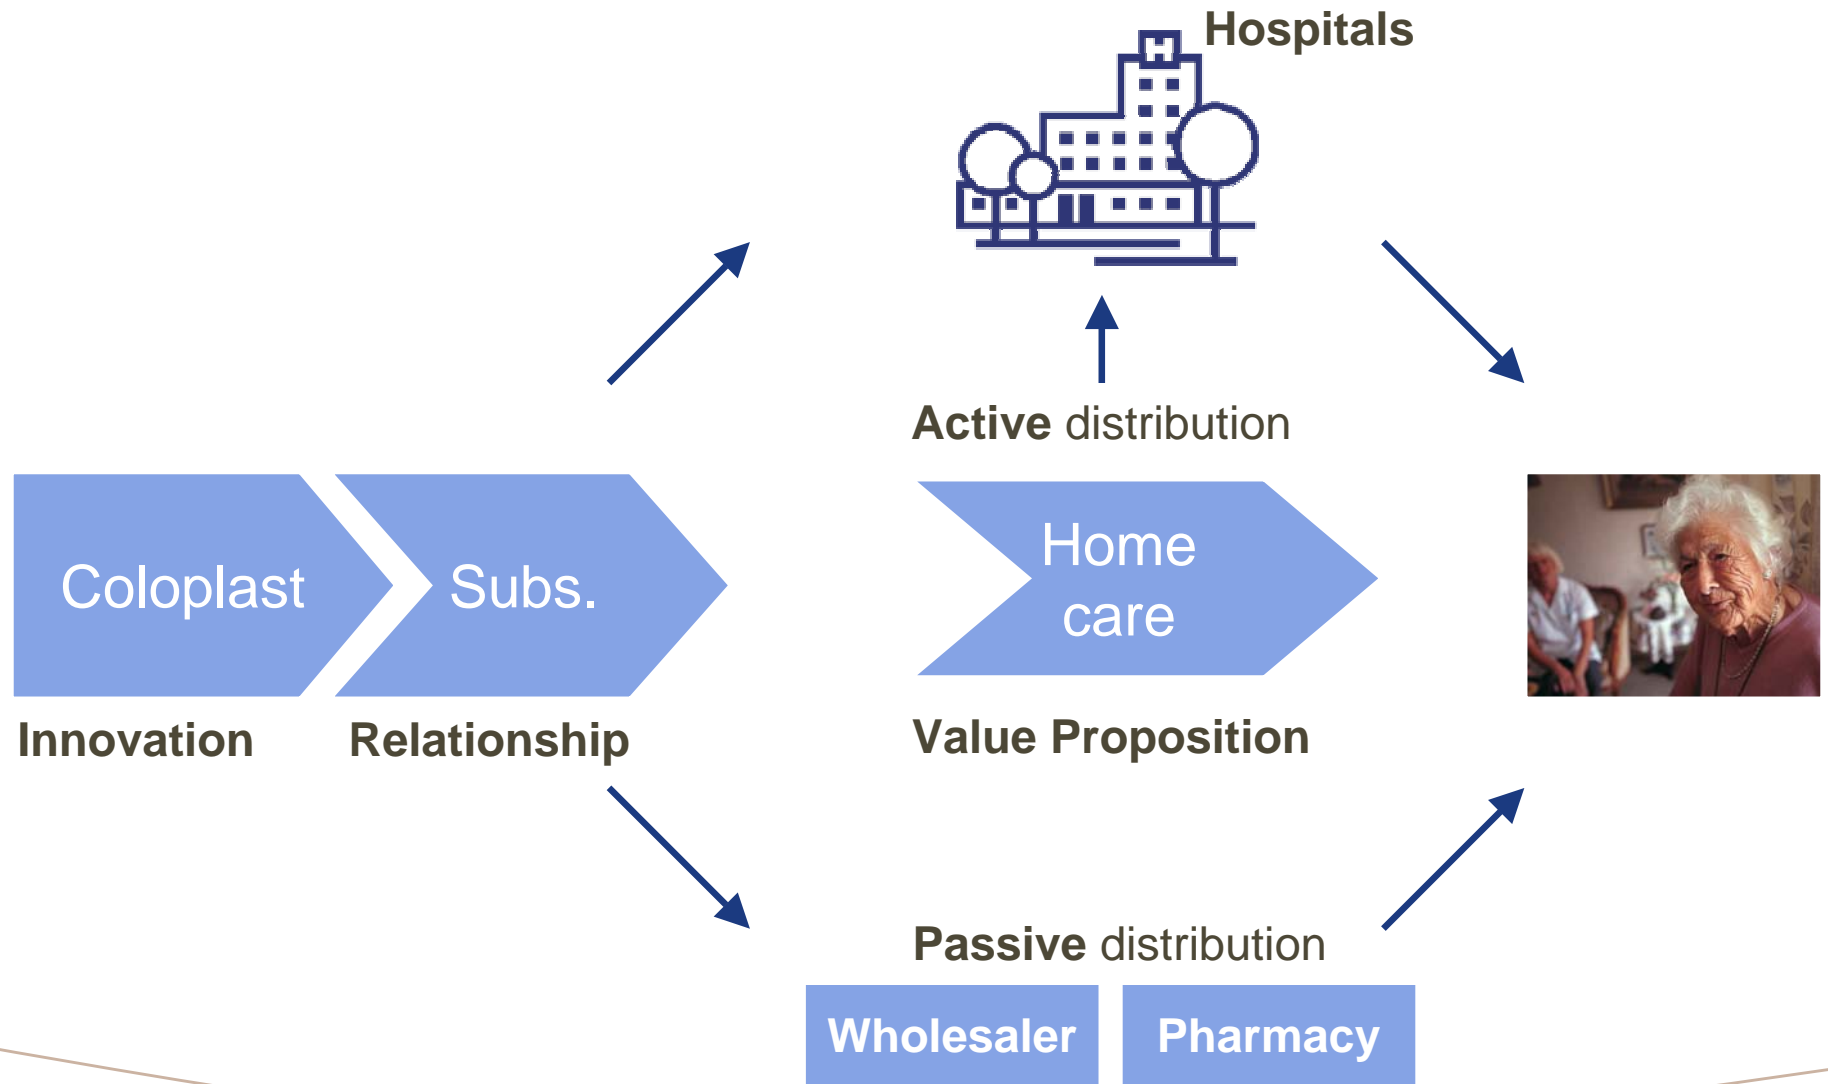 Hospitals
H
Active distribution
Coloplast
Subs.
Home
care
Innovation
Relationship
Value Proposition
Passive distribution
Wholesaler
Pharmacy